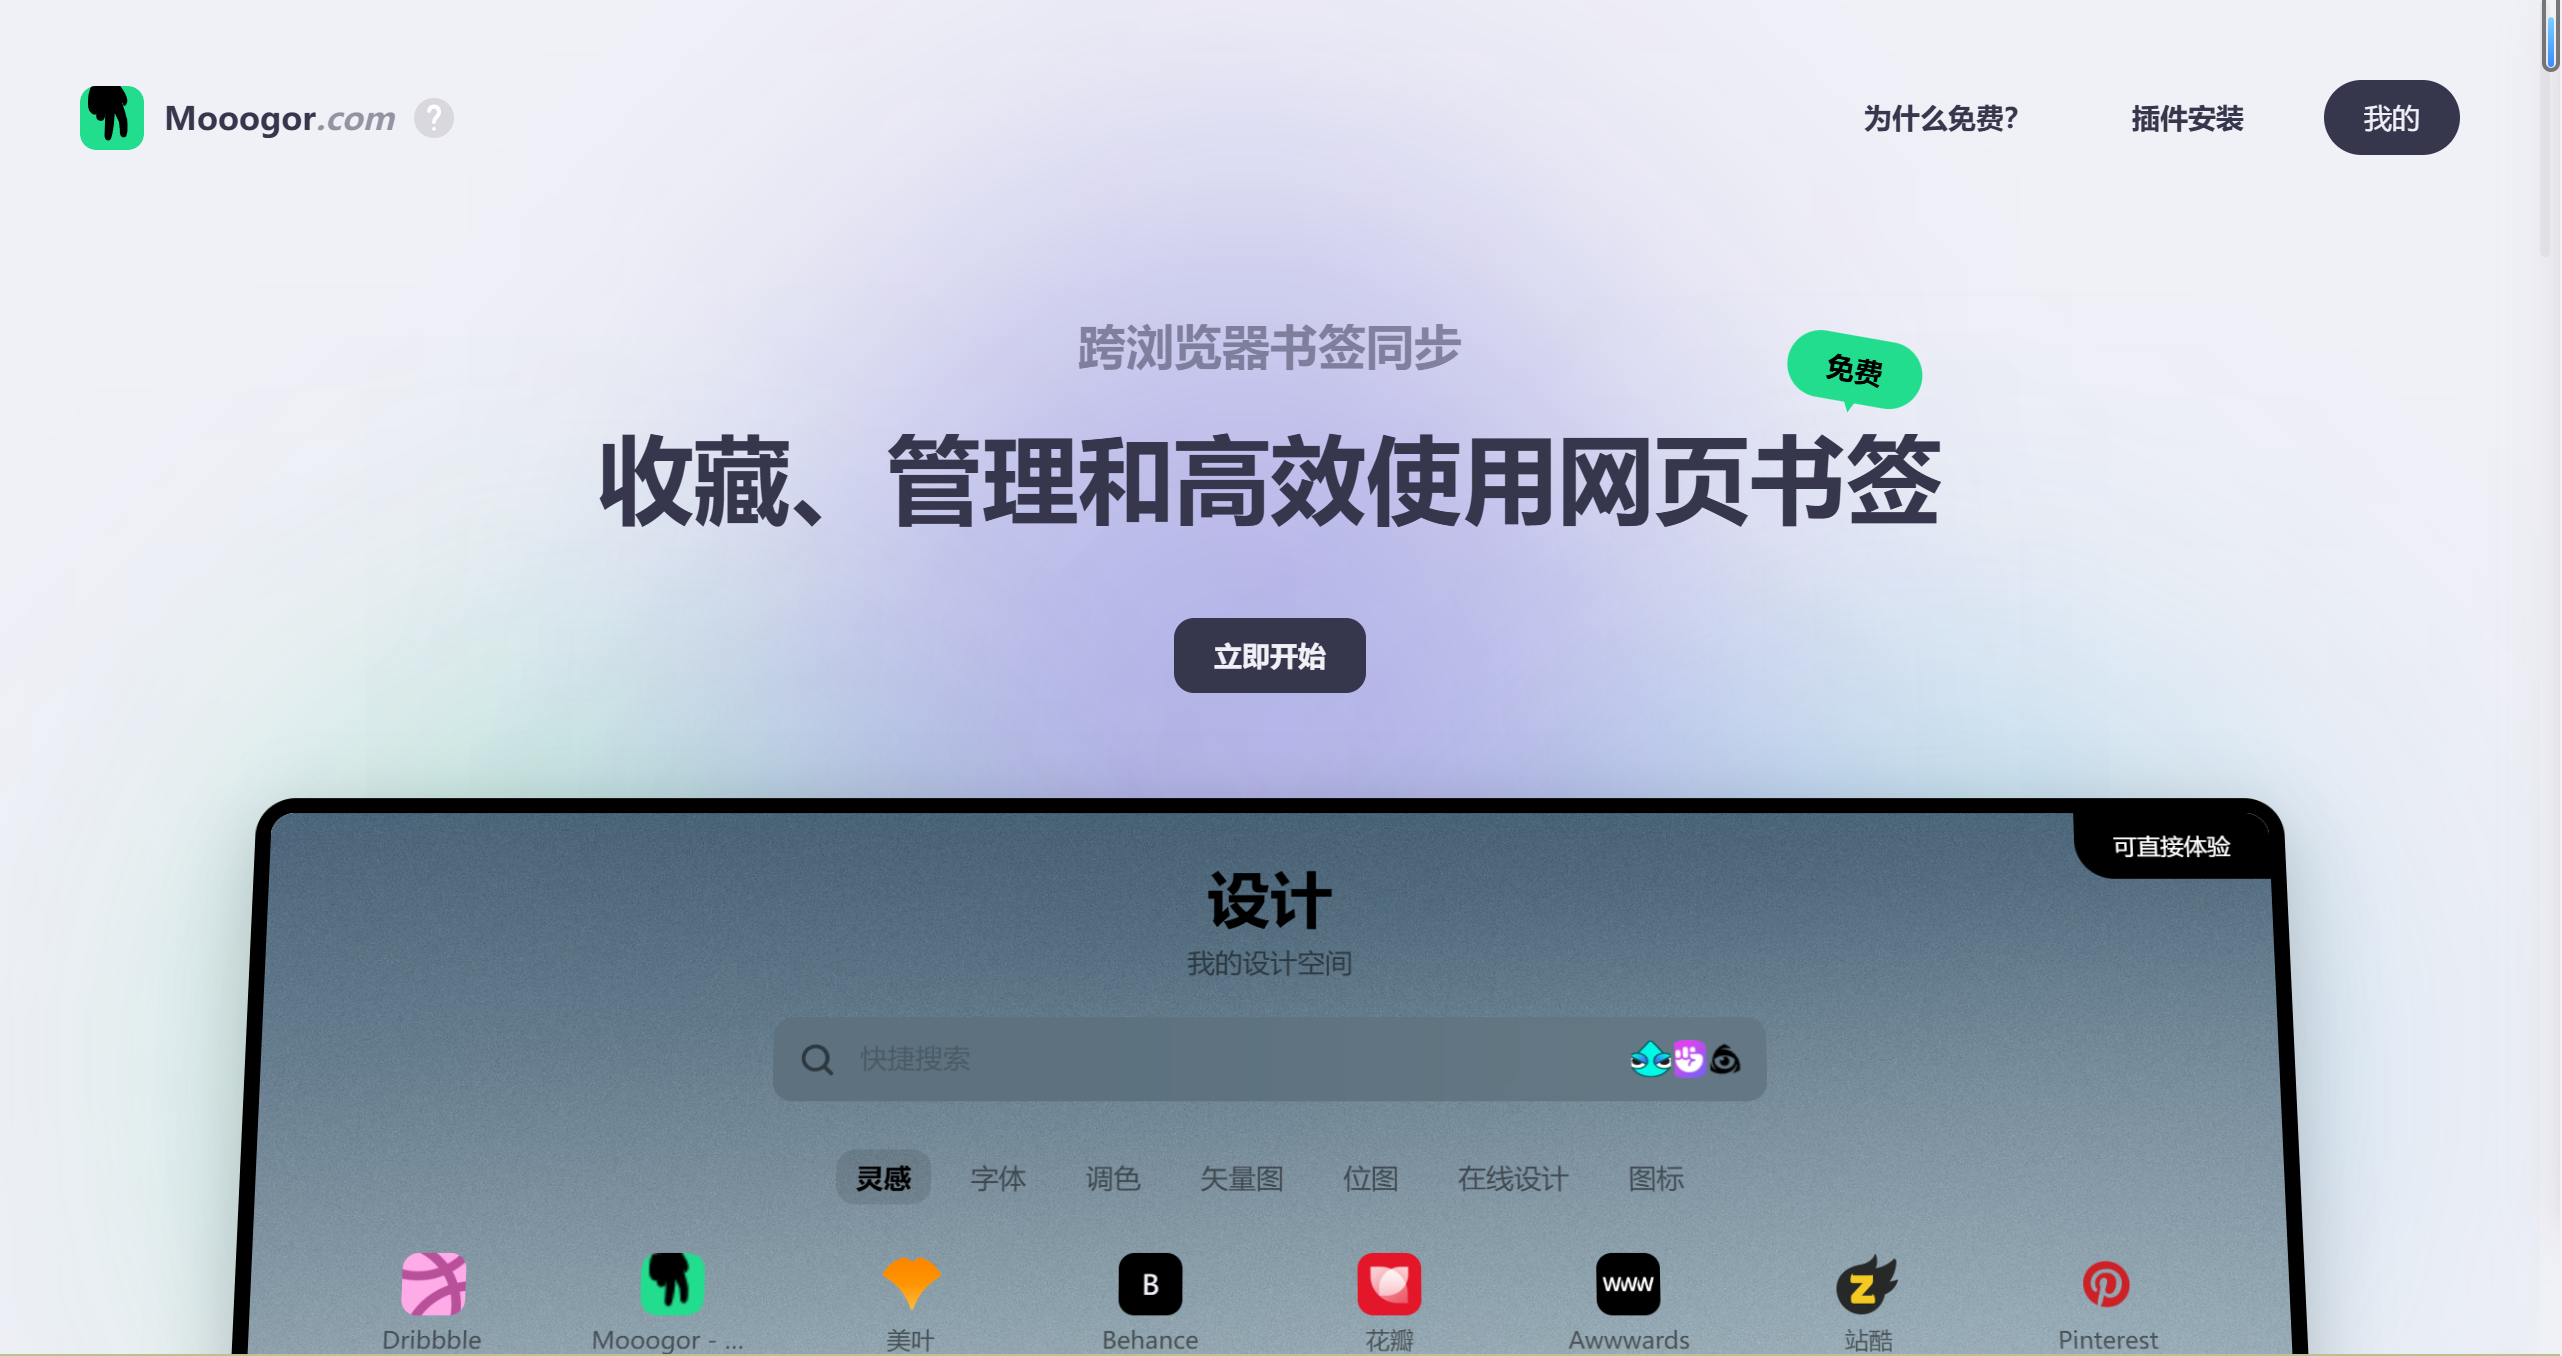 Mooogor.com ?
为什么免费?
插件安装
我的
跨浏览器书签同步
免费
收藏、管理和高效使用网页书签
立即开始
可直接体验
设计
我的设计空间
快捷搜索
灵感 字体 调色 矢量图 位图 在线设计 图标
B
www
Z
Dribbble Mooogor - ... 美叶 Behance 花瓣 Awwwards 站酷 Pinterest